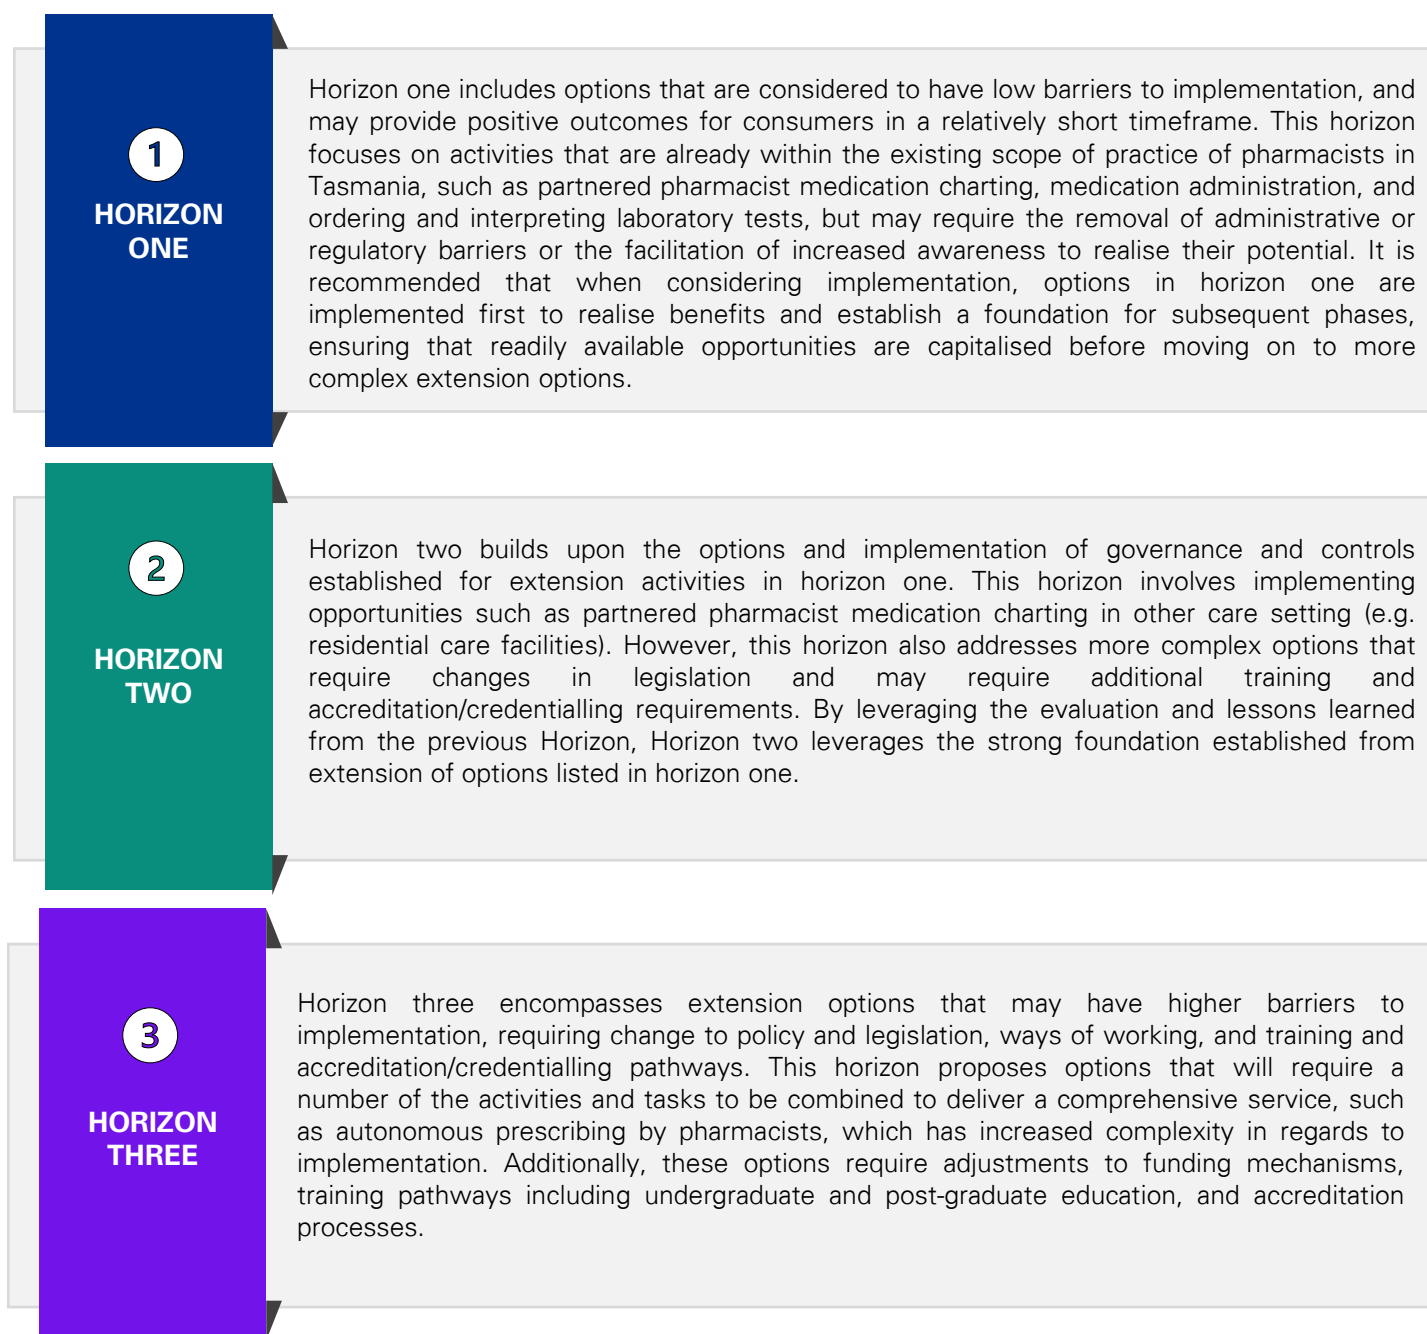 1
HORIZON
ONE
Horizon one includes options that are considered to have low barriers to implementation, and
may provide positive outcomes for consumers in a relatively short timeframe. This horizon
focuses on activities that are already within the existing scope of practice of pharmacists in
Tasmania, such as partnered pharmacist medication charting, medication administration, and
ordering and interpreting laboratory tests, but may require the removal of administrative or
regulatory barriers or the facilitation of increased awareness to realise their potential. It is
recommended that when considering implementation, options in horizon one are
implemented first to realise benefits and establish a foundation for subsequent phases,
ensuring that readily available opportunities are capitalised before moving on to more
complex extension options.
2
HORIZON
TWO
Horizon two builds upon the options and implementation of governance and controls
established for extension activities in horizon one. This horizon involves implementing
opportunities such as partnered pharmacist medication charting in other care setting (e.g.
residential care facilities). However, this horizon also addresses more complex options that
require changes in legislation and may require additional training and
accreditation/credentialling requirements. By leveraging the evaluation and lessons learned
from the previous Horizon, Horizon two leverages the strong foundation established from
extension of options listed in horizon one.
3
HORIZON
THREE
Horizon three encompasses extension options that may have higher barriers to
implementation, requiring change to policy and legislation, ways of working, and training and
accreditation/credentialling pathways. This horizon proposes options that will require a
number of the activities and tasks to be combined to deliver a comprehensive service, such
as autonomous prescribing by pharmacists, which has increased complexity in regards to
implementation. Additionally, these options require adjustments to funding mechanisms,
training pathways including undergraduate and post-graduate education, and accreditation
processes.